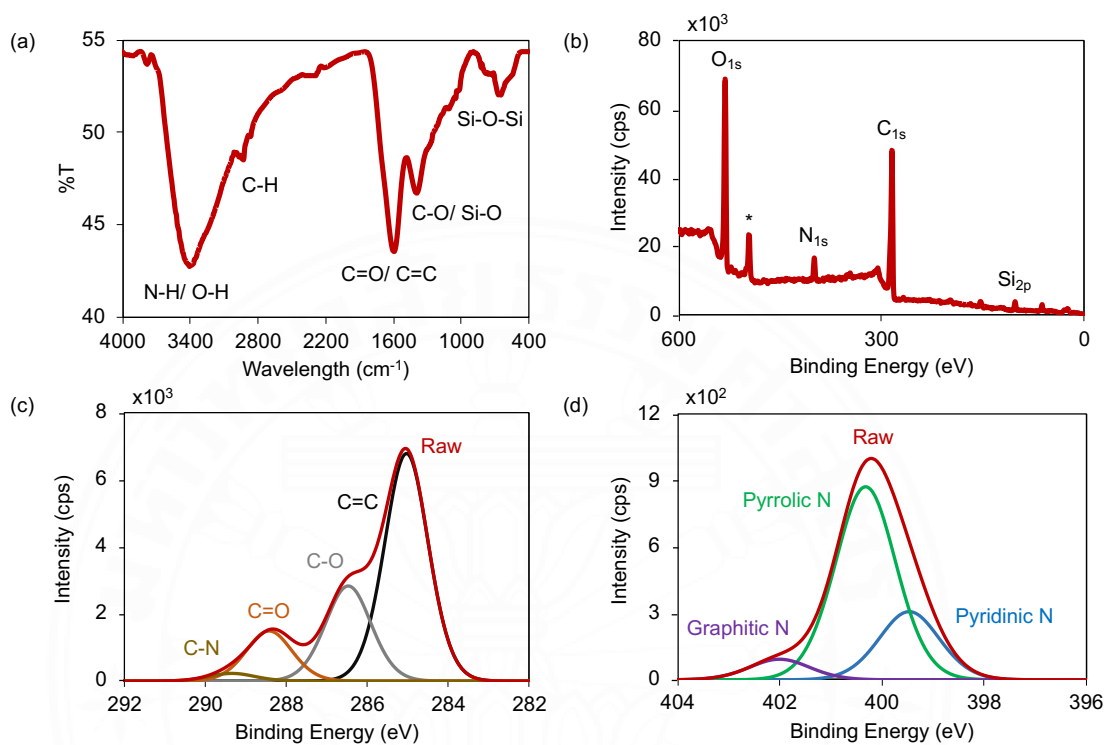 (a)
55
50
45
40
%T
4000 3400 2800 2200 1600 1000 400
Wavelength (cm-1)
N-H/ O-H
C-H
C=O/ C=C
C-O/ Si-O
Si-O-Si
(b)
x10³
80
60
40
20
0
Intensity (cps)
600 300 0
Binding Energy (eV)
O1s
*
N1s
C1s
Si2p
(c)
x10³
8
6
4
2
0
Intensity (cps)
292 290 288 286 284 282
Binding Energy (eV)
Raw
C=C
C-O
C=O
C-N
(d)
x10²
12
9
6
3
0
Intensity (cps)
404 402 400 398 396
Binding Energy (eV)
Raw
Pyrrolic N
Graphitic N
Pyridinic N